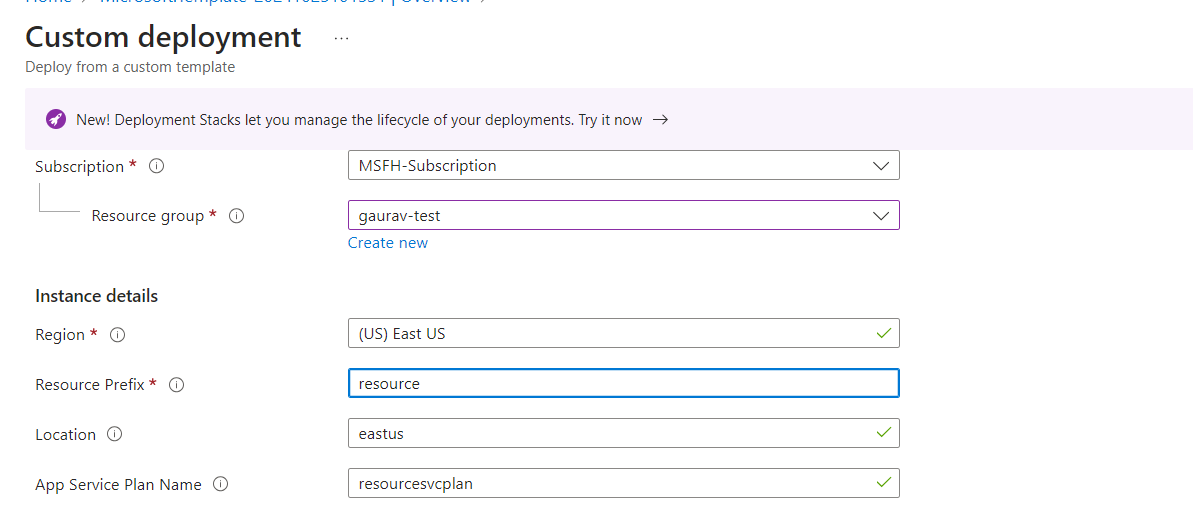 Custom deployment ...
Deploy from a custom template
New! Deployment Stacks let you manage the lifecycle of your deployments. Try it now →
Subscription * MSFH-Subscription
Resource group * gaurav-test
Create new
Instance details
Region * (US) East US
Resource Prefix * resource
Location eastus
App Service Plan Name resourcesvcplan